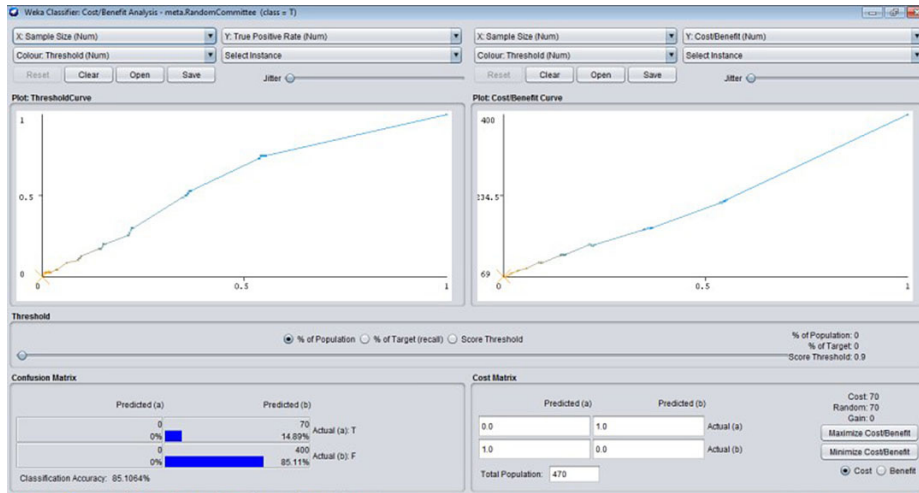 Weka Classifier: Cost/Benefit Analysis - meta.RandomCommittee (class = T)
X: Sample Size (Num)
Y: True Positive Rate (Num)
X: Sample Size (Num)
Y: Cost/Benefit (Num)
Colour: Threshold (Num)
Select Instance
Colour: Threshold (Num)
Select Instance
Reset
Clear
Open
Save
Jitter
Reset
Clear
Open
Save
Jitter
Plot: ThresholdCurve
Plot: Cost/Benefit Curve
1
0.5
0
0
0.5
1
400
234.5
69
0
0.5
1
Threshold
% of Population
% of Target (recall)
Score Threshold
% of Population: 0
% of Target: 0
Score Threshold: 0.9
Confusion Matrix
Predicted (a)
Predicted (b)
0
70
Actual (a): T
0%
14.89%
0
400
Actual (b): F
0%
85.11%
Classification Accuracy: 85.1064%
Cost Matrix
Predicted (a)
Predicted (b)
0.0
1.0
Actual (a)
1.0
0.0
Actual (b)
Total Population:
470
Cost: 70
Random: 70
Gain: 0
Maximize Cost/Benefit
Minimize Cost/Benefit
Cost
Benefit